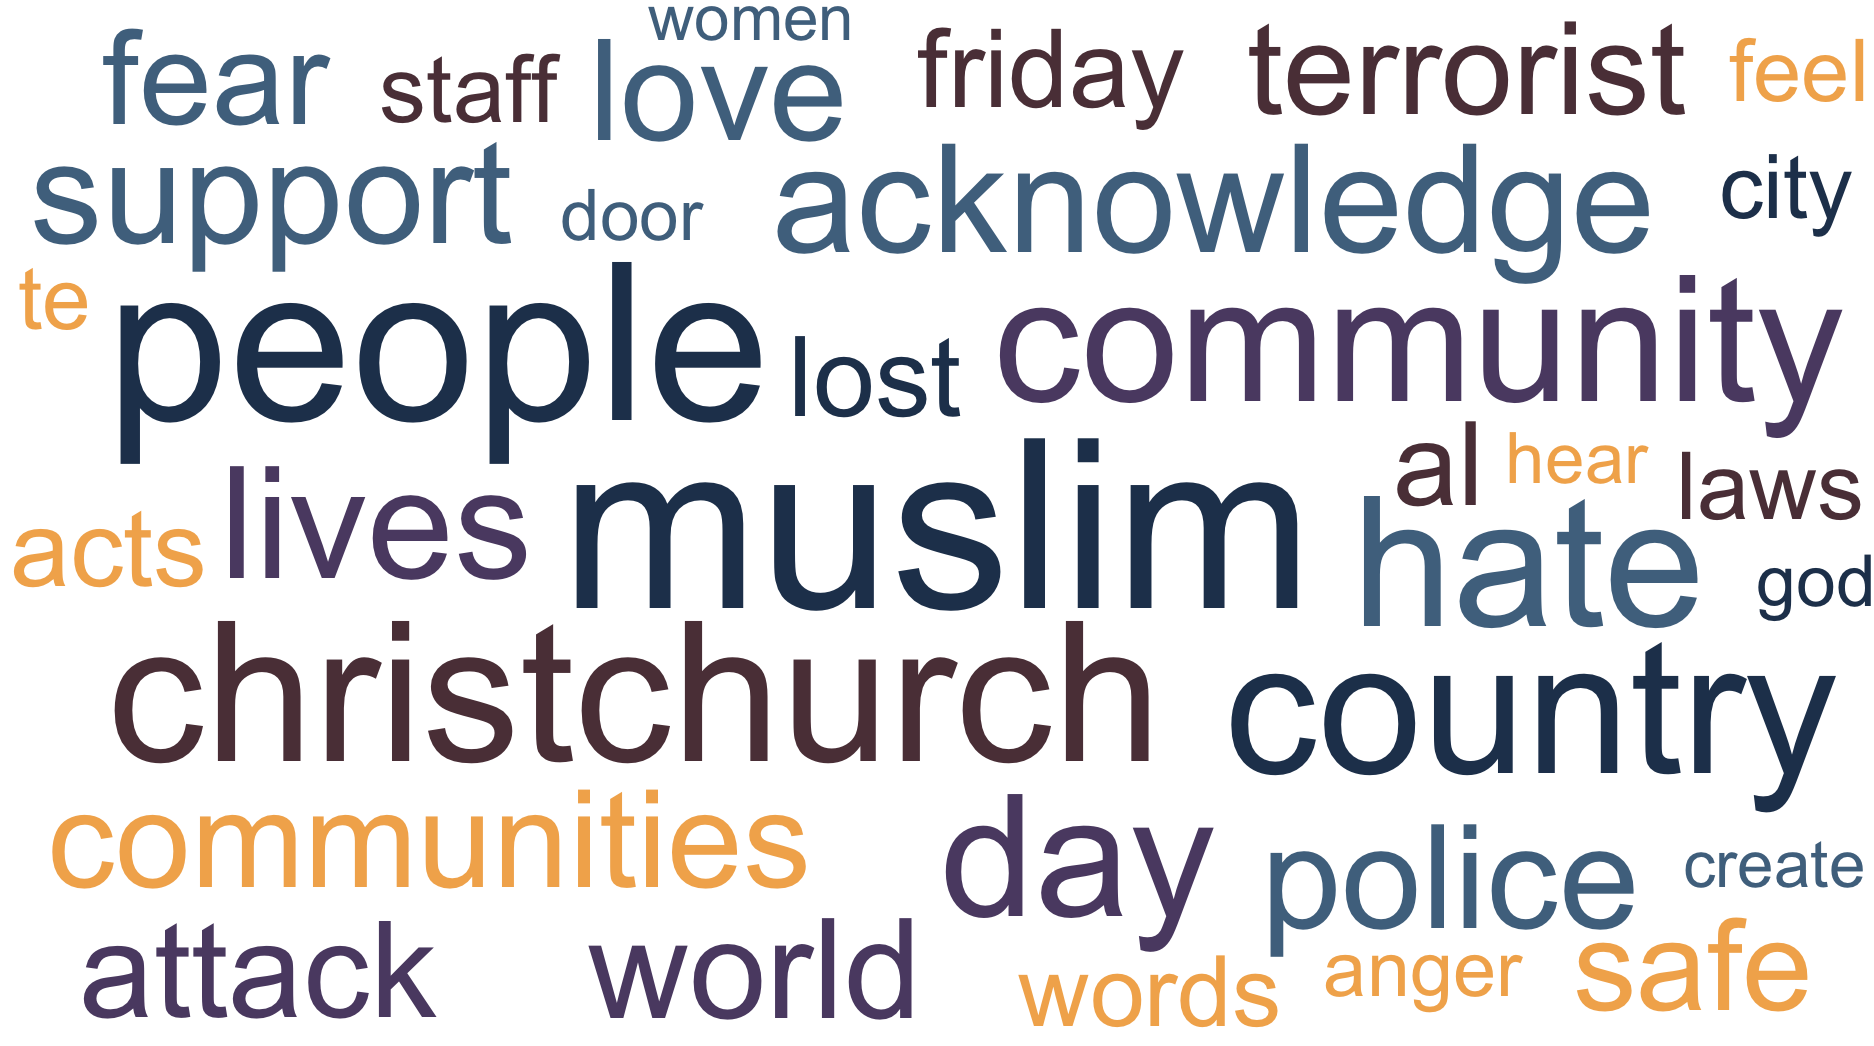 women
fear staff love friday terrorist feel
support door acknowledge city
te people lost community
al hear laws
acts lives muslim hate god
christchurch country
communities day police create
attack world words anger safe